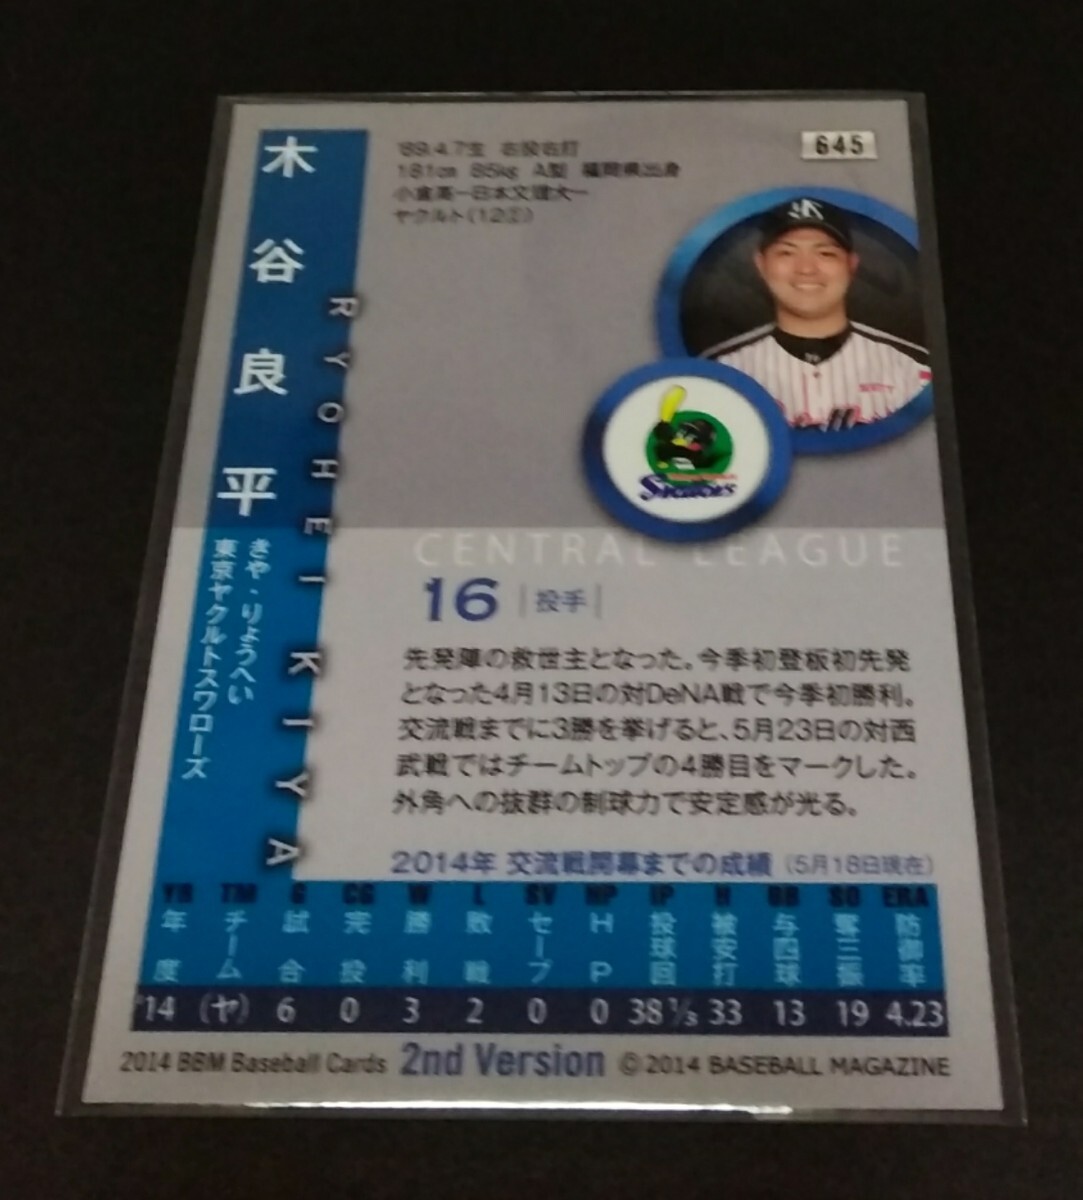 645
木谷良平
RYOHEI KIYA
きや・りょうへい
東京ヤクルトスワローズ
'89.4.7生 右投右打
181㎝ 85㎏ A型 福岡県出身
小倉高－日本文理大－
ヤクルト(12②)
Swallows
CENTRAL LEAGUE
16 |投手|
先発陣の救世主となった。今季初登板初先発
となった4月13日の対DeNA戦で今季初勝利。
交流戦までに3勝を挙げると、5月23日の対西
武戦ではチームトップの4勝目をマークした。
外角への抜群の制球力で安定感が光る。
2014年 交流戦開幕までの成績 (5月18日現在)
YR TM G CG W L SV HP IP H BB SO ERA
年度 チーム 試合 完投 勝利 敗戦 セーブ HP 投球回 被安打 与四球 奪三振 防御率
'14 (ヤ) 6 0 3 2 0 0 38 1/3 33 13 19 4.23
2014 BBM Baseball Cards 2nd Version © 2014 BASEBALL MAGAZINE